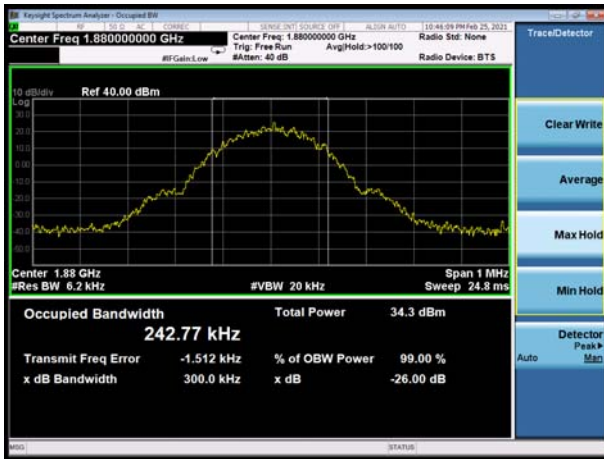 Keysight Spectrum Analyzer - Occupied BW
RF 50 Ω AC CORREC SENSE:INT SOURCE OFF ALIGN AUTO 10:46:09 PM Feb 25, 2021
Center Freq 1.880000000 GHz Center Freq: 1.880000000 GHz Radio Std: None Trace/Detector
Trig: Free Run Avg|Hold:>100/100
#IFGain:Low #Atten: 40 dB Radio Device: BTS
10 dB/div Ref 40.00 dBm
Log
30.0
20.0
10.0
0.00
10.0
20.0
30.0
40.0
50.0
Center 1.88 GHz Span 1 MHz
#Res BW 6.2 kHz #VBW 20 kHz Sweep 24.8 ms
Occupied Bandwidth Total Power 34.3 dBm
242.77 kHz
Transmit Freq Error -1.512 kHz % of OBW Power 99.00 %
x dB Bandwidth 300.0 kHz x dB -26.00 dB
Clear Write
Average
Max Hold
Min Hold
Detector
Peak▶
Auto Man
MSG STATUS